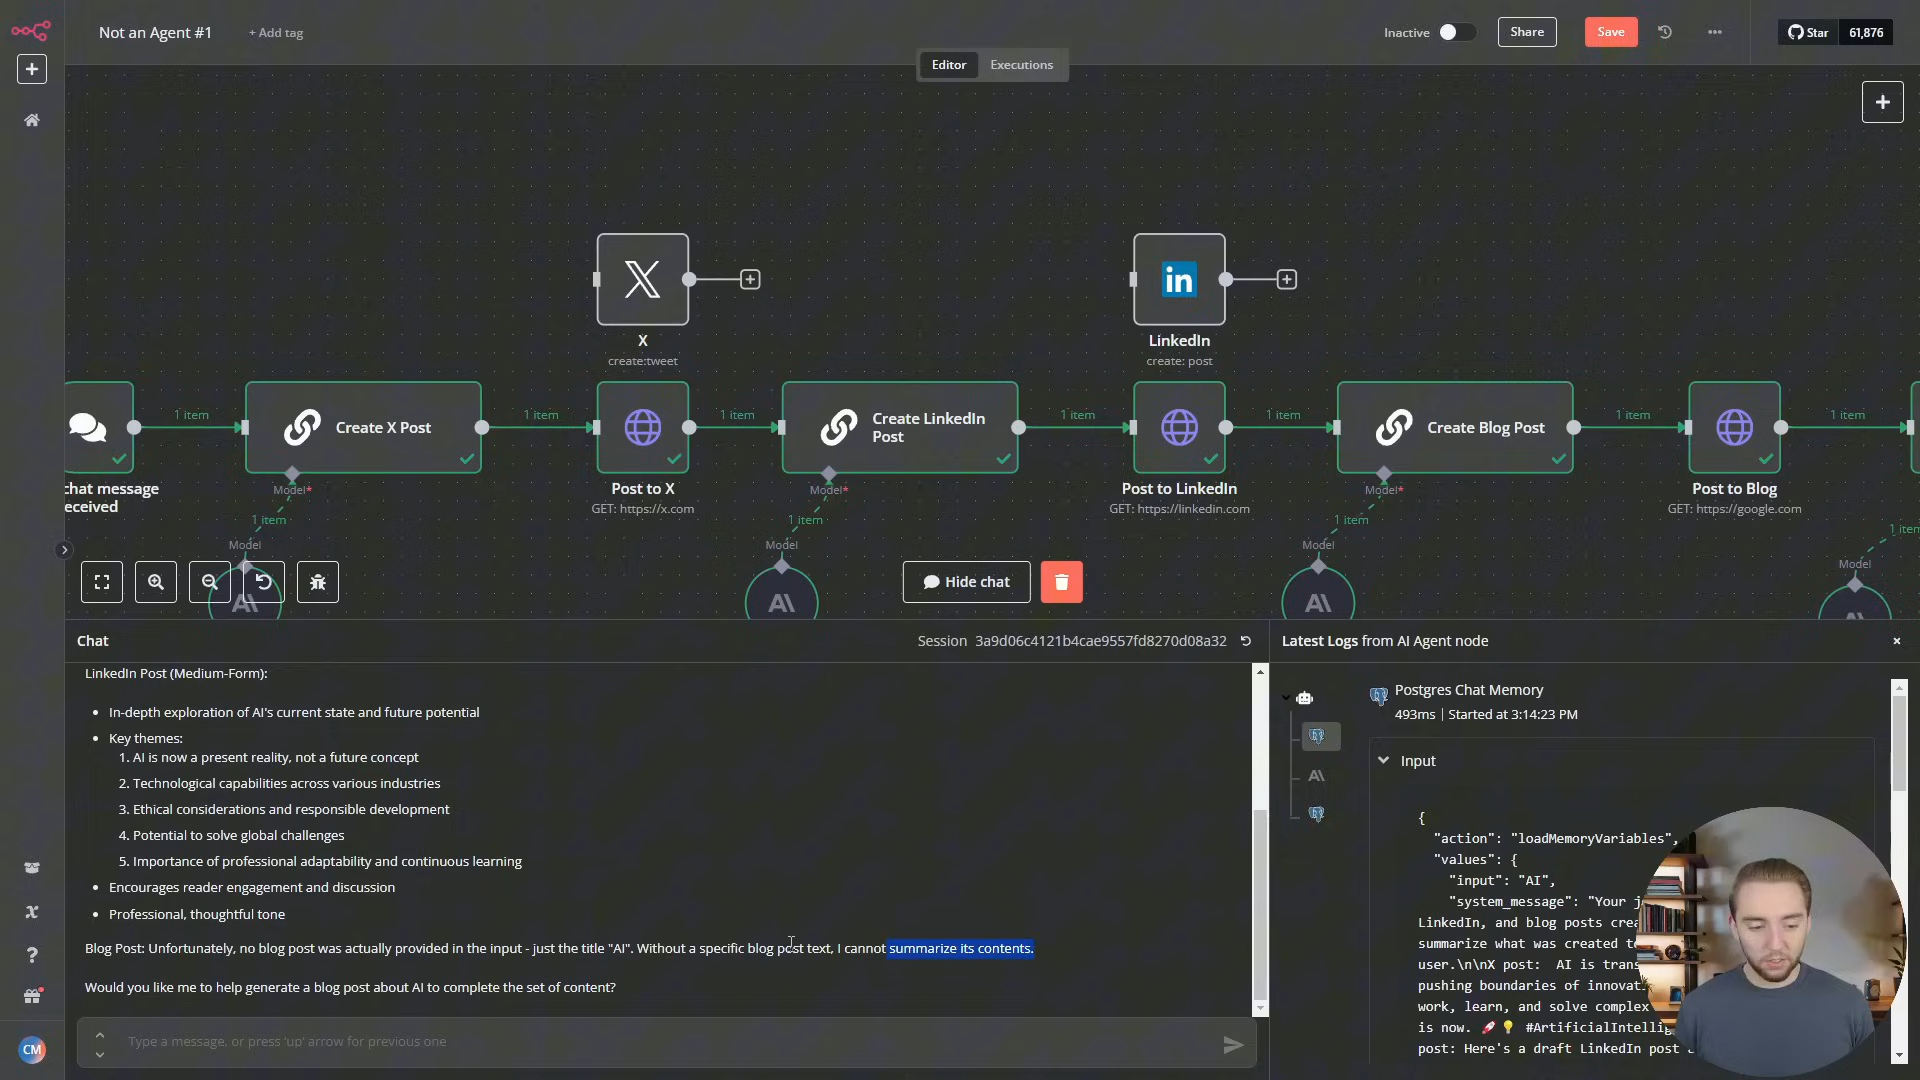 Not an Agent #1
+ Add tag
Inactive
Share
Save
Star
61,876
Editor
Executions
X
create:tweet
LinkedIn
create: post
1 item
Create X Post
1 item
1 item
Create LinkedIn
Post
1 item
1 item
Create Blog Post
1 item
1 item
chat message
eceived
Model*
Post to X
GET: https://x.com
Model*
Post to LinkedIn
GET: https://linkedin.com
Model*
Post to Blog
GET: https://google.com
1 item
1 item
1 item
1 item
Model
Model
Model
Model
Hide chat
Chat
Session 3a9d06c4121b4cae9557fd8270d08a32
Latest Logs from AI Agent node
LinkedIn Post (Medium-Form):
• In-depth exploration of AI's current state and future potential
• Key themes:
1. AI is now a present reality, not a future concept
2. Technological capabilities across various industries
3. Ethical considerations and responsible development
4. Potential to solve global challenges
5. Importance of professional adaptability and continuous learning
• Encourages reader engagement and discussion
• Professional, thoughtful tone
Blog Post: Unfortunately, no blog post was actually provided in the input - just the title "AI". Without a specific blog post text, I cannot summarize its contents.
Would you like me to help generate a blog post about AI to complete the set of content?
Type a message, or press 'up' arrow for previous one
Postgres Chat Memory
493ms | Started at 3:14:23 PM
Input
{
"action": "loadMemoryVariables",
"values": {
"input": "AI",
"system_message": "Your j
LinkedIn, and blog posts crea
summarize what was created t
user.\n\nX post: AI is trans
pushing boundaries of innovat
work, learn, and solve complex
is now. 🚀💡 #ArtificialIntelli
post: Here's a draft LinkedIn post
CM